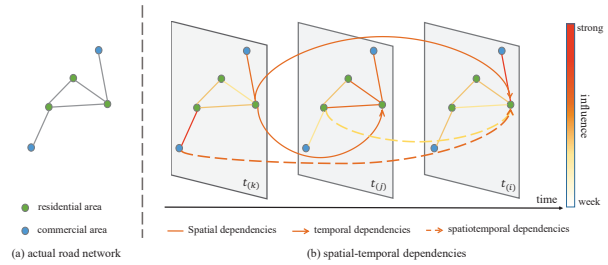 strong
influence
week
t(k)
t(j)
t(i)
time
residential area
commercial area
Spatial dependencies
temporal dependencies
spatiotemporal dependencies
(a) actual road network
(b) spatial-temporal dependencies